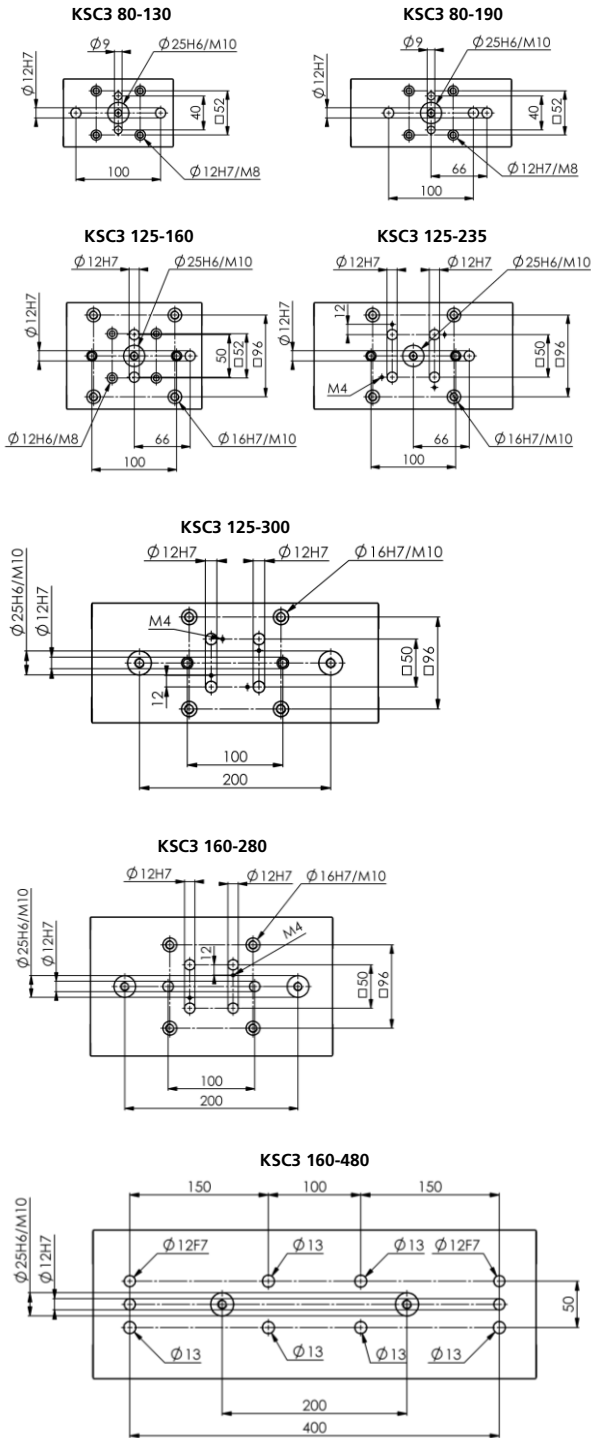 KSC3 80-130
Ø9
Ø25H6/M10
Ø12H7
40
□52
100
Ø12H7/M8
KSC3 80-190
Ø9
Ø25H6/M10
Ø12H7
40
□52
66
Ø12H7/M8
100
KSC3 125-160
Ø12H7
Ø25H6/M10
Ø12H7
50
□52
□96
Ø12H6/M8
66
Ø16H7/M10
100
KSC3 125-235
Ø12H7
Ø12H7
Ø25H6/M10
12
Ø12H7
□50
□96
M4
66
Ø16H7/M10
100
KSC3 125-300
Ø12H7
Ø12H7
Ø16H7/M10
Ø25H6/M10
Ø12H7
M4
□50
□96
12
100
200
KSC3 160-280
Ø12H7
Ø12H7
Ø16H7/M10
Ø25H6/M10
Ø12H7
12
M4
□50
□96
100
200
KSC3 160-480
150
100
150
Ø25H6/M10
Ø12H7
Ø12F7
Ø13
Ø13
Ø12F7
50
Ø13
Ø13
Ø13
Ø13
200
400